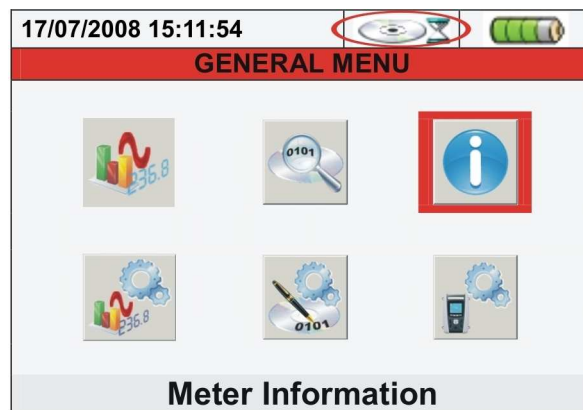 17/07/2008 15:11:54
GENERAL MENU
236.8
0101
i
236.8
0101
Meter Information